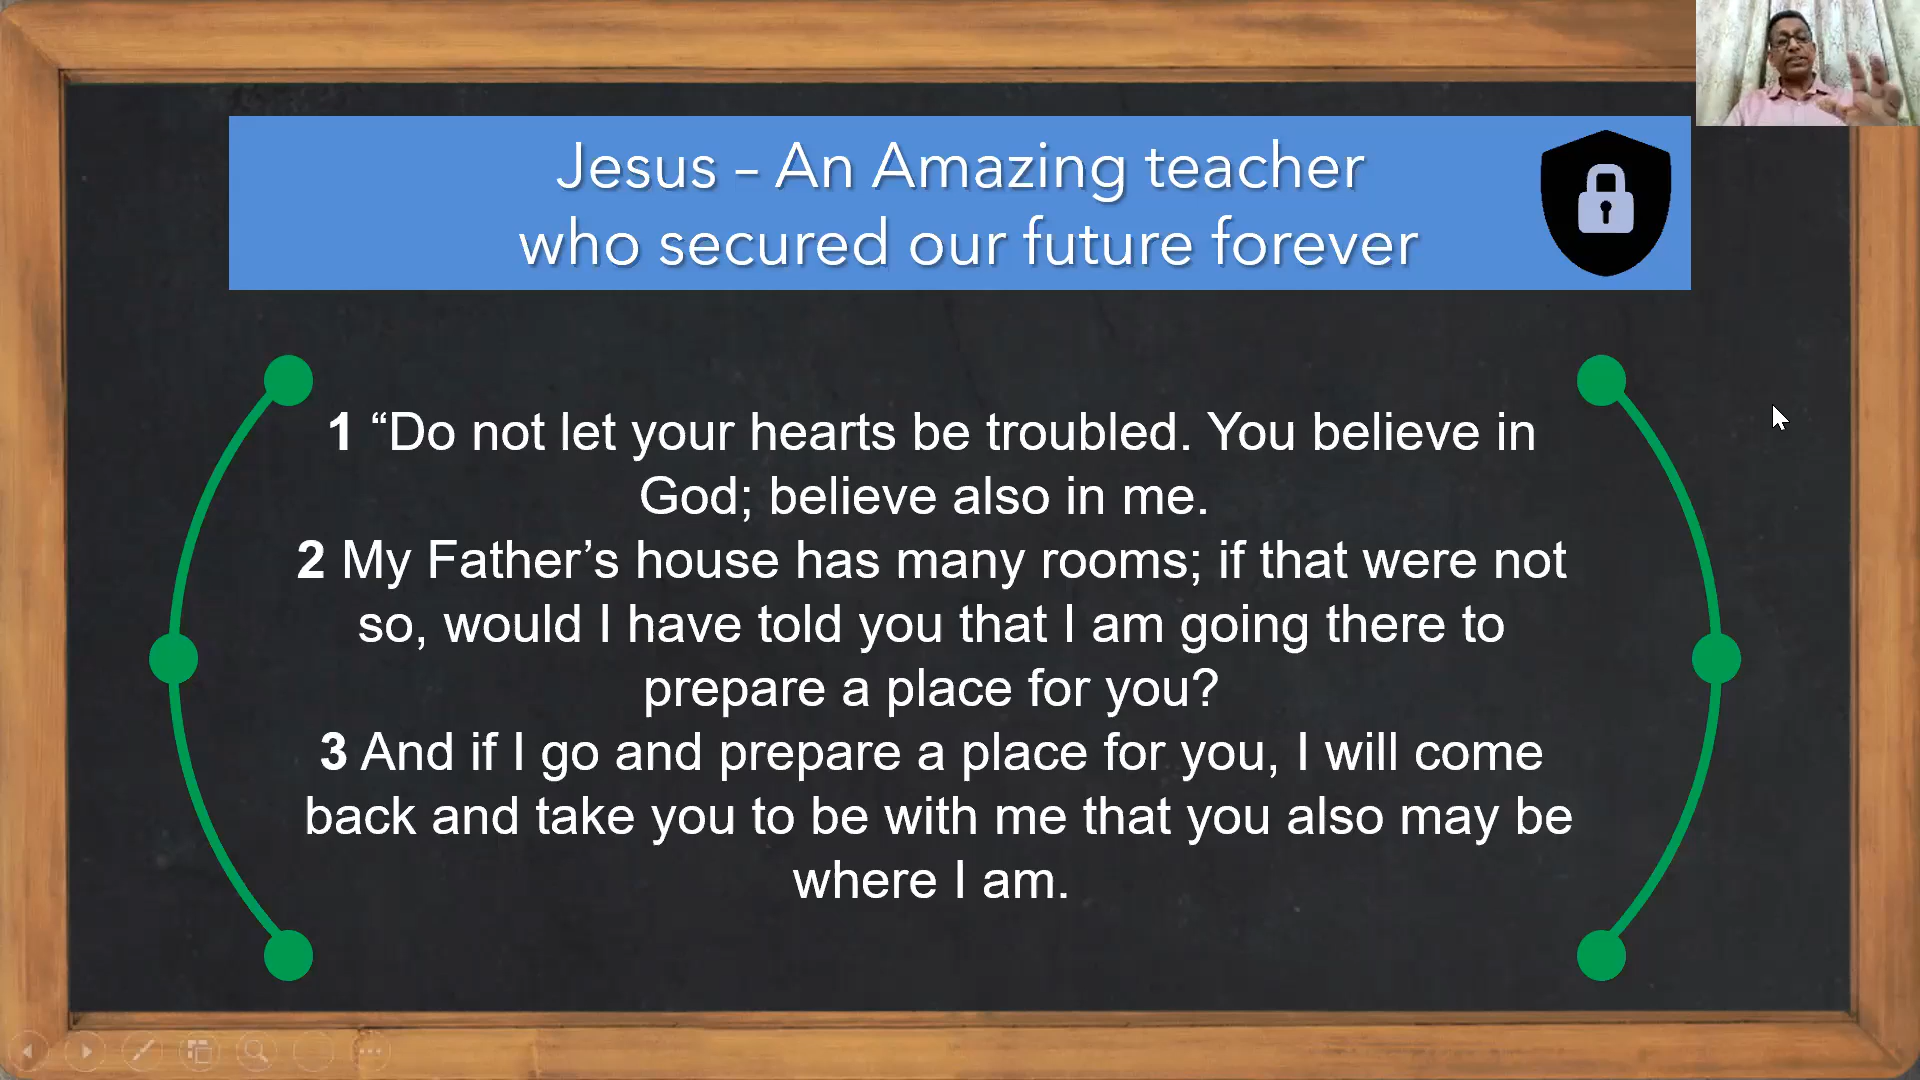 Jesus – An Amazing teacher
who secured our future forever
1 “Do not let your hearts be troubled. You believe in
God; believe also in me.
2 My Father’s house has many rooms; if that were not
so, would I have told you that I am going there to
prepare a place for you?
3 And if I go and prepare a place for you, I will come
back and take you to be with me that you also may be
where I am.